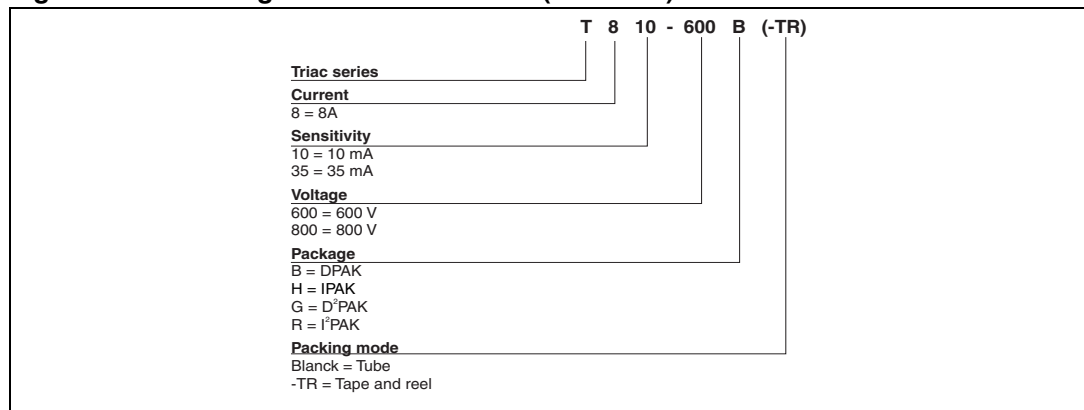 T 8 10 - 600 B (-TR)
Triac series
Current
8 = 8A
Sensitivity
10 = 10 mA
35 = 35 mA
Voltage
600 = 600 V
800 = 800 V
Package
B = DPAK
H = IPAK
G = D²PAK
R = I²PAK
Packing mode
Blanck = Tube
-TR = Tape and reel